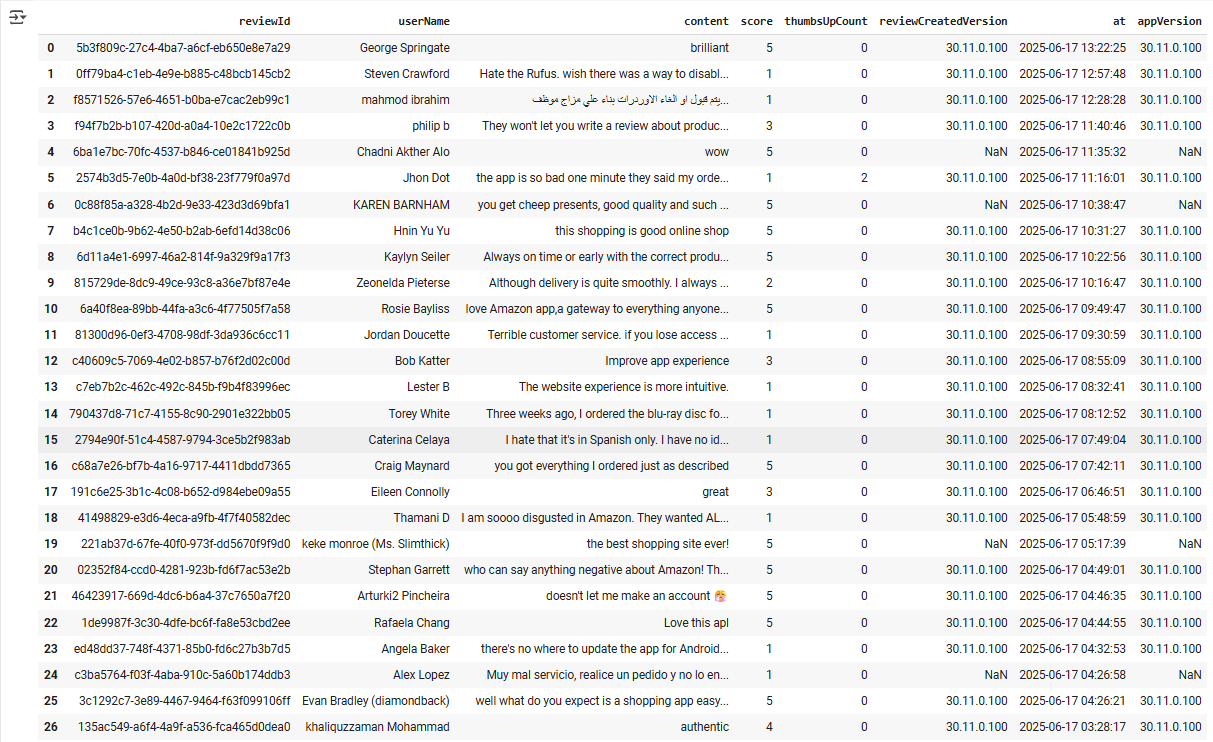 reviewId userName content score thumbsUpCount reviewCreatedVersion at appVersion
0 5b3f809c-27c4-4ba7-a6cf-eb650e8e7a29 George Springate brilliant 5 0 30.11.0.100 2025-06-17 13:22:25 30.11.0.100
1 0ff79ba4-c1eb-4e9e-b885-c48bcb145cb2 Steven Crawford Hate the Rufus. wish there was a way to disabl... 1 0 30.11.0.100 2025-06-17 12:57:48 30.11.0.100
2 f8571526-57e6-4651-b0ba-e7cac2eb99c1 mahmod ibrahim يتم قبول او الغاء الاوردرات بناء علي مزاج موظف... 1 0 30.11.0.100 2025-06-17 12:28:28 30.11.0.100
3 f94f7b2b-b107-420d-a0a4-10e2c1722c0b philip b They won't let you write a review about produc... 3 0 30.11.0.100 2025-06-17 11:40:46 30.11.0.100
4 6ba1e7bc-70fc-4537-b846-ce01841b925d Chadni Akther Alo wow 5 0 NaN 2025-06-17 11:35:32 NaN
5 2574b3d5-7e0b-4a0d-bf38-23f779f0a97d Jhon Dot the app is so bad one minute they said my orde... 1 2 30.11.0.100 2025-06-17 11:16:01 30.11.0.100
6 0c88f85a-a328-4b2d-9e33-423d3d69bfa1 KAREN BARNHAM you get cheep presents, good quality and such ... 5 0 NaN 2025-06-17 10:38:47 NaN
7 b4c1ce0b-9b62-4e50-b2ab-6efd14d38c06 Hnin Yu Yu this shopping is good online shop 5 0 30.11.0.100 2025-06-17 10:31:27 30.11.0.100
8 6d11a4e1-6997-46a2-814f-9a329f9a17f3 Kaylyn Seiler Always on time or early with the correct produ... 5 0 30.11.0.100 2025-06-17 10:22:56 30.11.0.100
9 815729de-8dc9-49ce-93c8-a36e7bf87e4e Zeonelda Pieterse Although delivery is quite smoothly. I always ... 2 0 30.11.0.100 2025-06-17 10:16:47 30.11.0.100
10 6a40f8ea-89bb-44fa-a3c6-4f77505f7a58 Rosie Bayliss love Amazon app,a gateway to everything anyone... 5 0 30.11.0.100 2025-06-17 09:49:47 30.11.0.100
11 81300d96-0ef3-4708-98df-3da936c6cc11 Jordan Doucette Terrible customer service. if you lose access ... 1 0 30.11.0.100 2025-06-17 09:30:59 30.11.0.100
12 c40609c5-7069-4e02-b857-b76f2d02c00d Bob Katter Improve app experience 3 0 30.11.0.100 2025-06-17 08:55:09 30.11.0.100
13 c7eb7b2c-462c-492c-845b-f9b4f83996ec Lester B The website experience is more intuitive. 1 0 30.11.0.100 2025-06-17 08:32:41 30.11.0.100
14 790437d8-71c7-4155-8c90-2901e322bb05 Torey White Three weeks ago, I ordered the blu-ray disc fo... 1 0 30.11.0.100 2025-06-17 08:12:52 30.11.0.100
15 2794e90f-51c4-4587-9794-3ce5b2f983ab Caterina Celaya I hate that it's in Spanish only. I have no id... 1 0 30.11.0.100 2025-06-17 07:49:04 30.11.0.100
16 c68a7e26-bf7b-4a16-9717-4411dbdd7365 Craig Maynard you got everything I ordered just as described 5 0 30.11.0.100 2025-06-17 07:42:11 30.11.0.100
17 191c6e25-3b1c-4c08-b652-d984ebe09a55 Eileen Connolly great 3 0 30.11.0.100 2025-06-17 06:46:51 30.11.0.100
18 41498829-e3d6-4eca-a9fb-4f7f40582dec Thamani D I am soooo disgusted in Amazon. They wanted AL... 1 0 30.11.0.100 2025-06-17 05:48:59 30.11.0.100
19 221ab37d-67fe-40f0-973f-dd5670f9f9d0 keke monroe (Ms. Slimthick) the best shopping site ever! 5 0 NaN 2025-06-17 05:17:39 NaN
20 02352f84-ccd0-4281-923b-fd6f7ac53e2b Stephan Garrett who can say anything negative about Amazon! Th... 5 0 30.11.0.100 2025-06-17 04:49:01 30.11.0.100
21 46423917-669d-4dc6-b6a4-37c7650a7f20 Arturki2 Pincheira doesn't let me make an account 5 0 30.11.0.100 2025-06-17 04:46:35 30.11.0.100
22 1de9987f-3c30-4dfe-bc6f-fa8e53cbd2ee Rafaela Chang Love this apl 5 0 30.11.0.100 2025-06-17 04:44:55 30.11.0.100
23 ed48dd37-748f-4371-85b0-fd6c27b3b7d5 Angela Baker there's no where to update the app for Android... 1 0 30.11.0.100 2025-06-17 04:32:53 30.11.0.100
24 c3ba5764-f03f-4aba-910c-5a60b174ddb3 Alex Lopez Muy mal servicio, realice un pedido y no lo en... 1 0 NaN 2025-06-17 04:26:58 NaN
25 3c1292c7-3e89-4467-9464-f63f099106ff Evan Bradley (diamondback) well what do you expect is a shopping app easy... 5 0 30.11.0.100 2025-06-17 04:26:21 30.11.0.100
26 135ac549-a6f4-4a9f-a536-fca465d0dea0 khaliquzzaman Mohammad authentic 4 0 30.11.0.100 2025-06-17 03:28:17 30.11.0.100